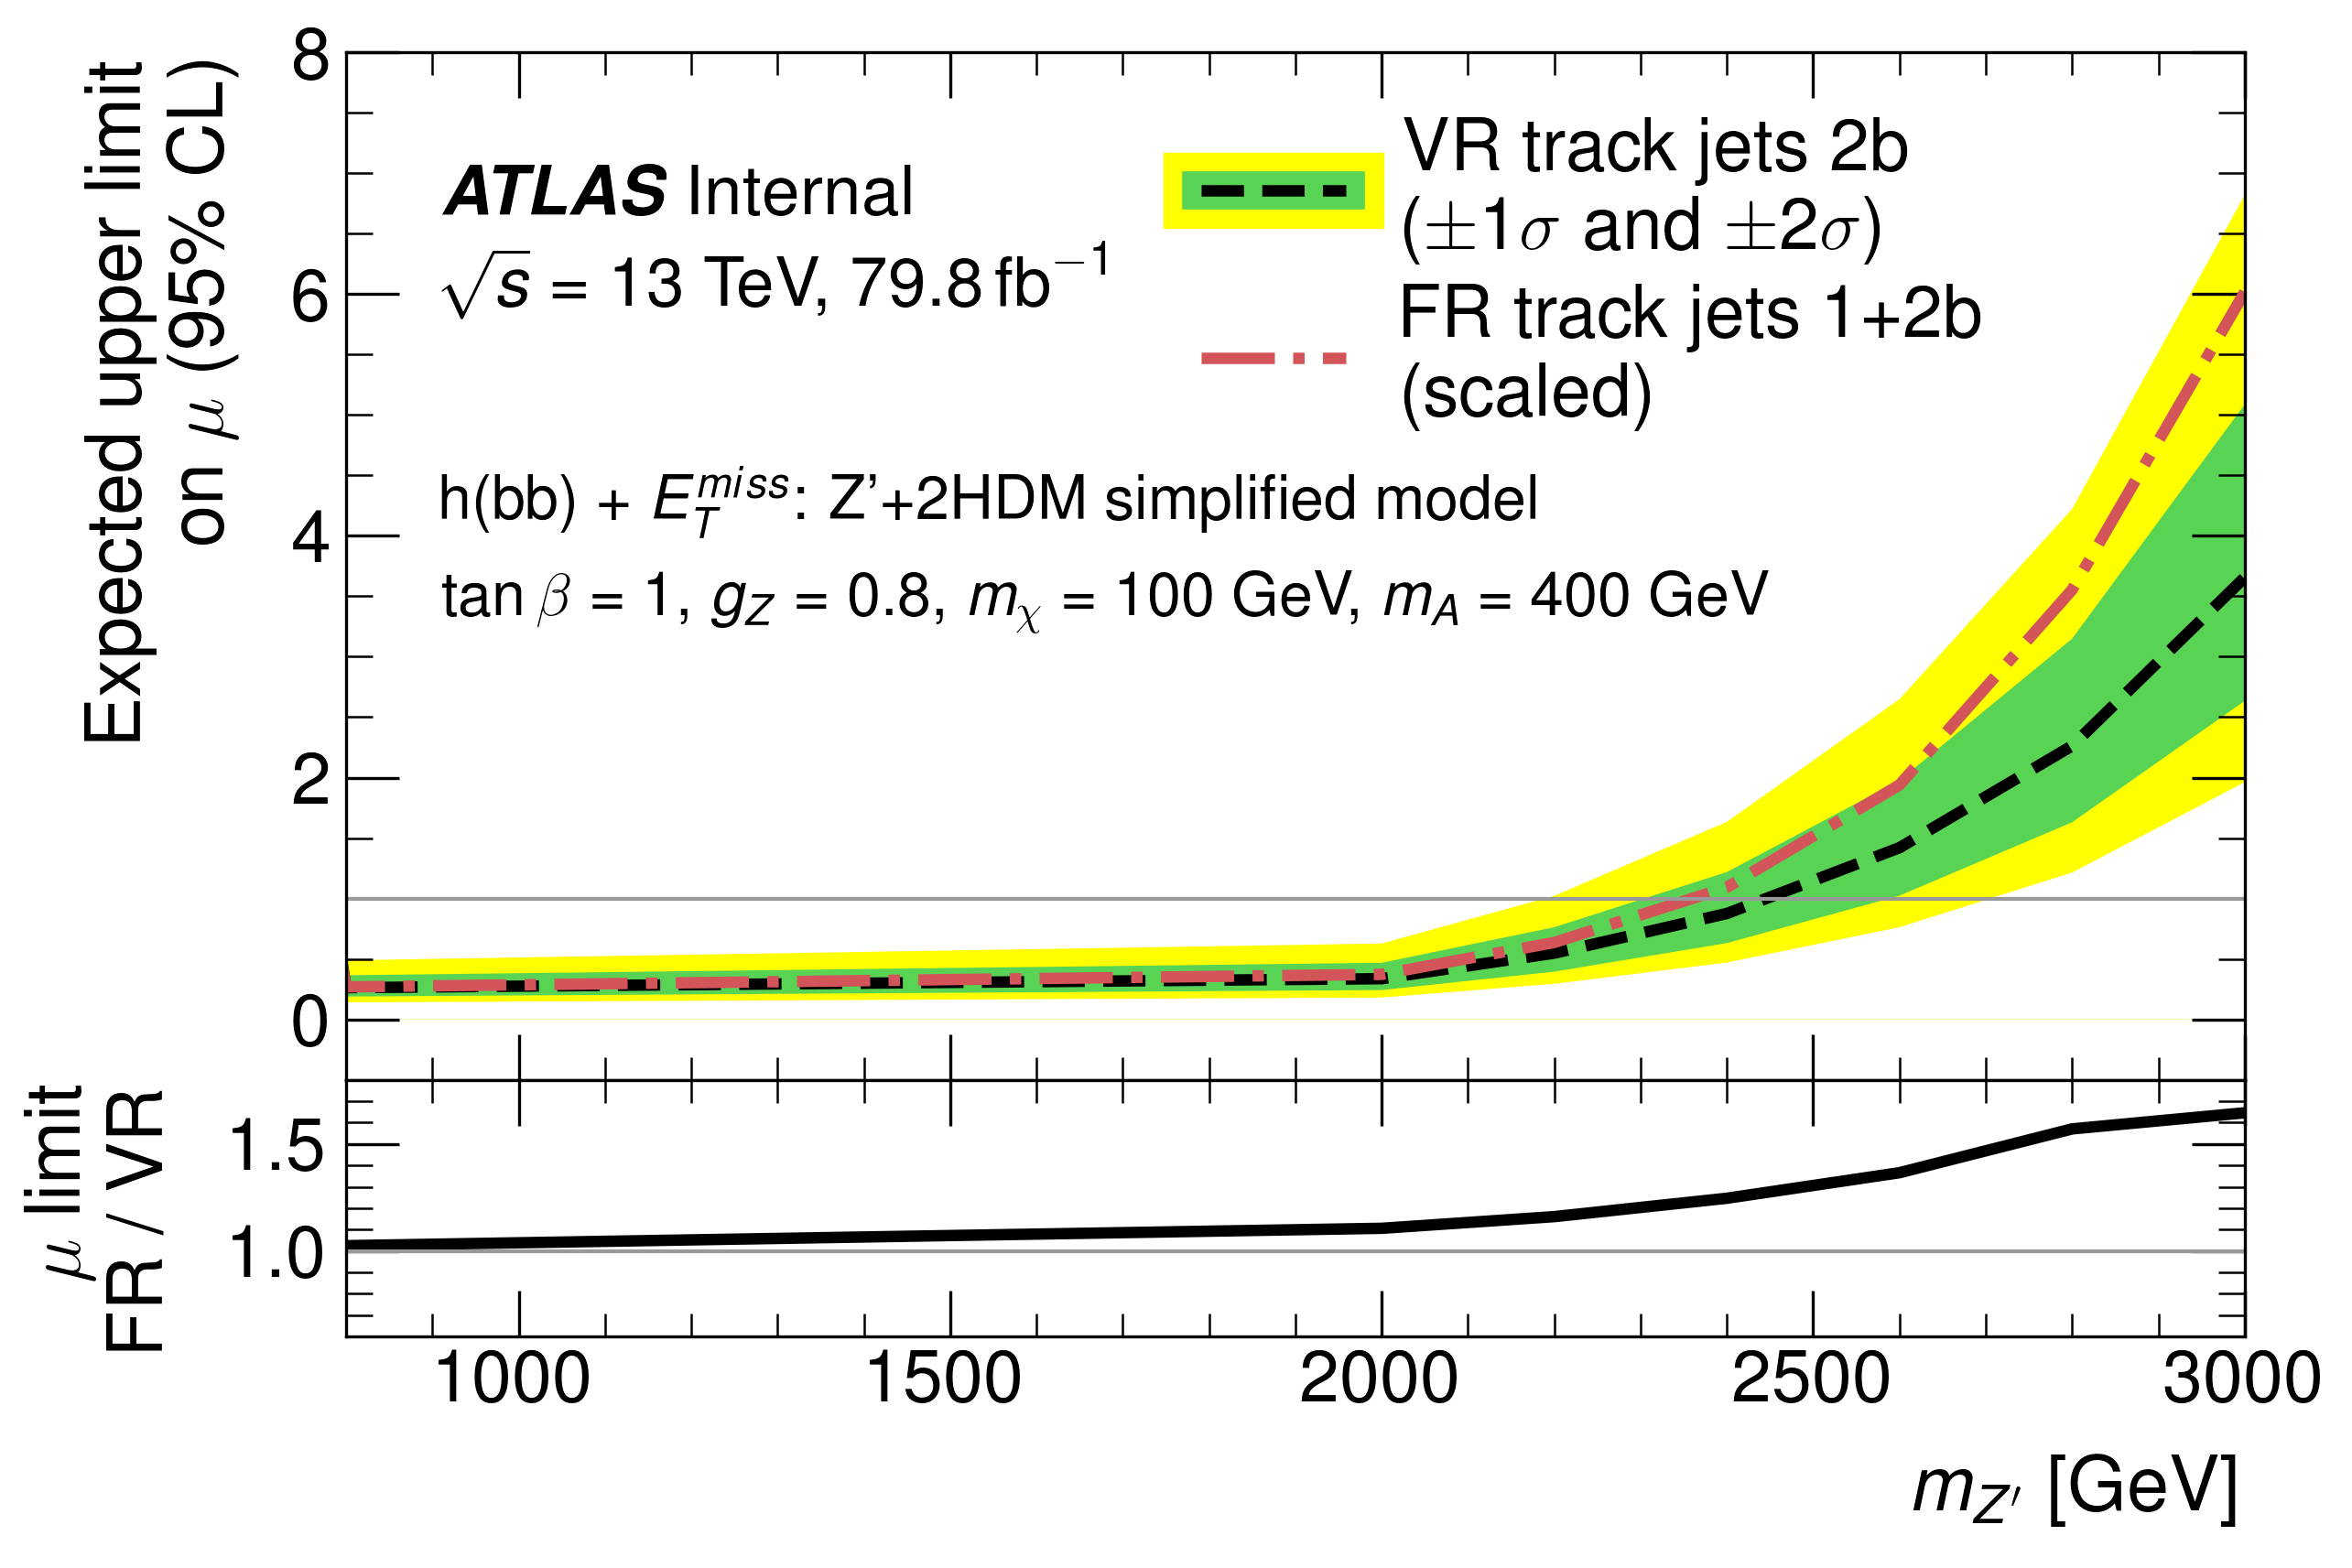 Expected upper limit
on μ (95% CL)
8
6
4
2
0
ATLAS Internal
√s = 13 TeV, 79.8 fb⁻¹
VR track jets 2b
(±1σ and ±2σ)
FR track jets 1+2b
(scaled)
h(bb) + E_T^miss: Z'+2HDM simplified model
tan β = 1, g_Z = 0.8, m_χ = 100 GeV, m_A = 400 GeV
μ limit
FR / VR
1.5
1.0
1000 1500 2000 2500 3000
m_Z′ [GeV]